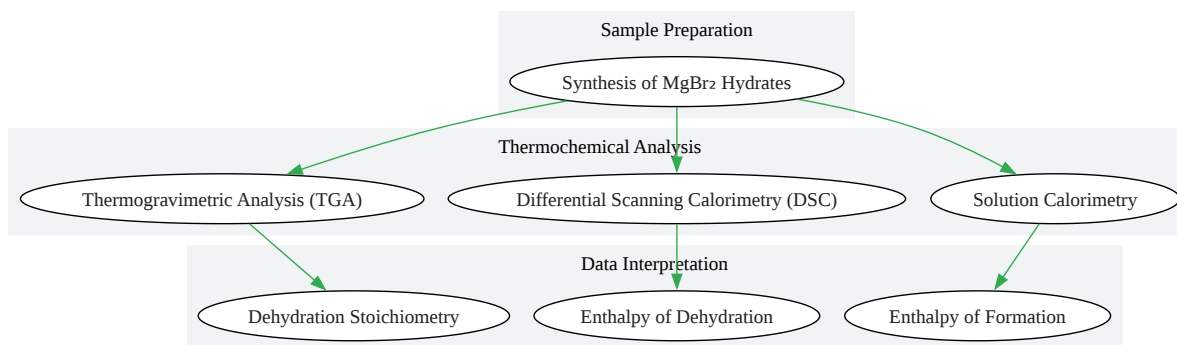 Sample Preparation
Synthesis of MgBr₂ Hydrates
Thermochemical Analysis
Thermogravimetric Analysis (TGA)
Differential Scanning Calorimetry (DSC)
Solution Calorimetry
Data Interpretation
Dehydration Stoichiometry
Enthalpy of Dehydration
Enthalpy of Formation